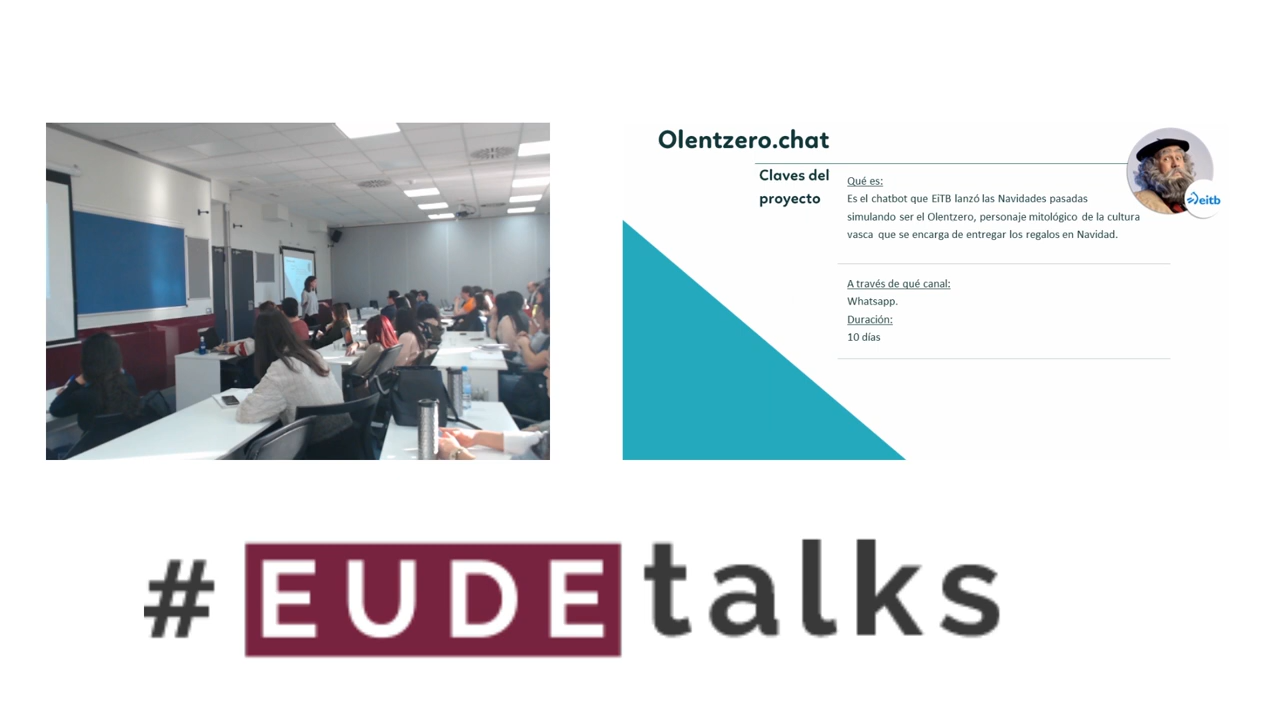 Olentzero.chat
Claves del
proyecto
Qué es:
Es el chatbot que EiTB lanzó las Navidades pasadas
simulando ser el Olentzero, personaje mitológico de la cultura
vasca que se encarga de entregar los regalos en Navidad.
eitb
A través de qué canal:
Whatsapp.
Duración:
10 días
# EUDE talks